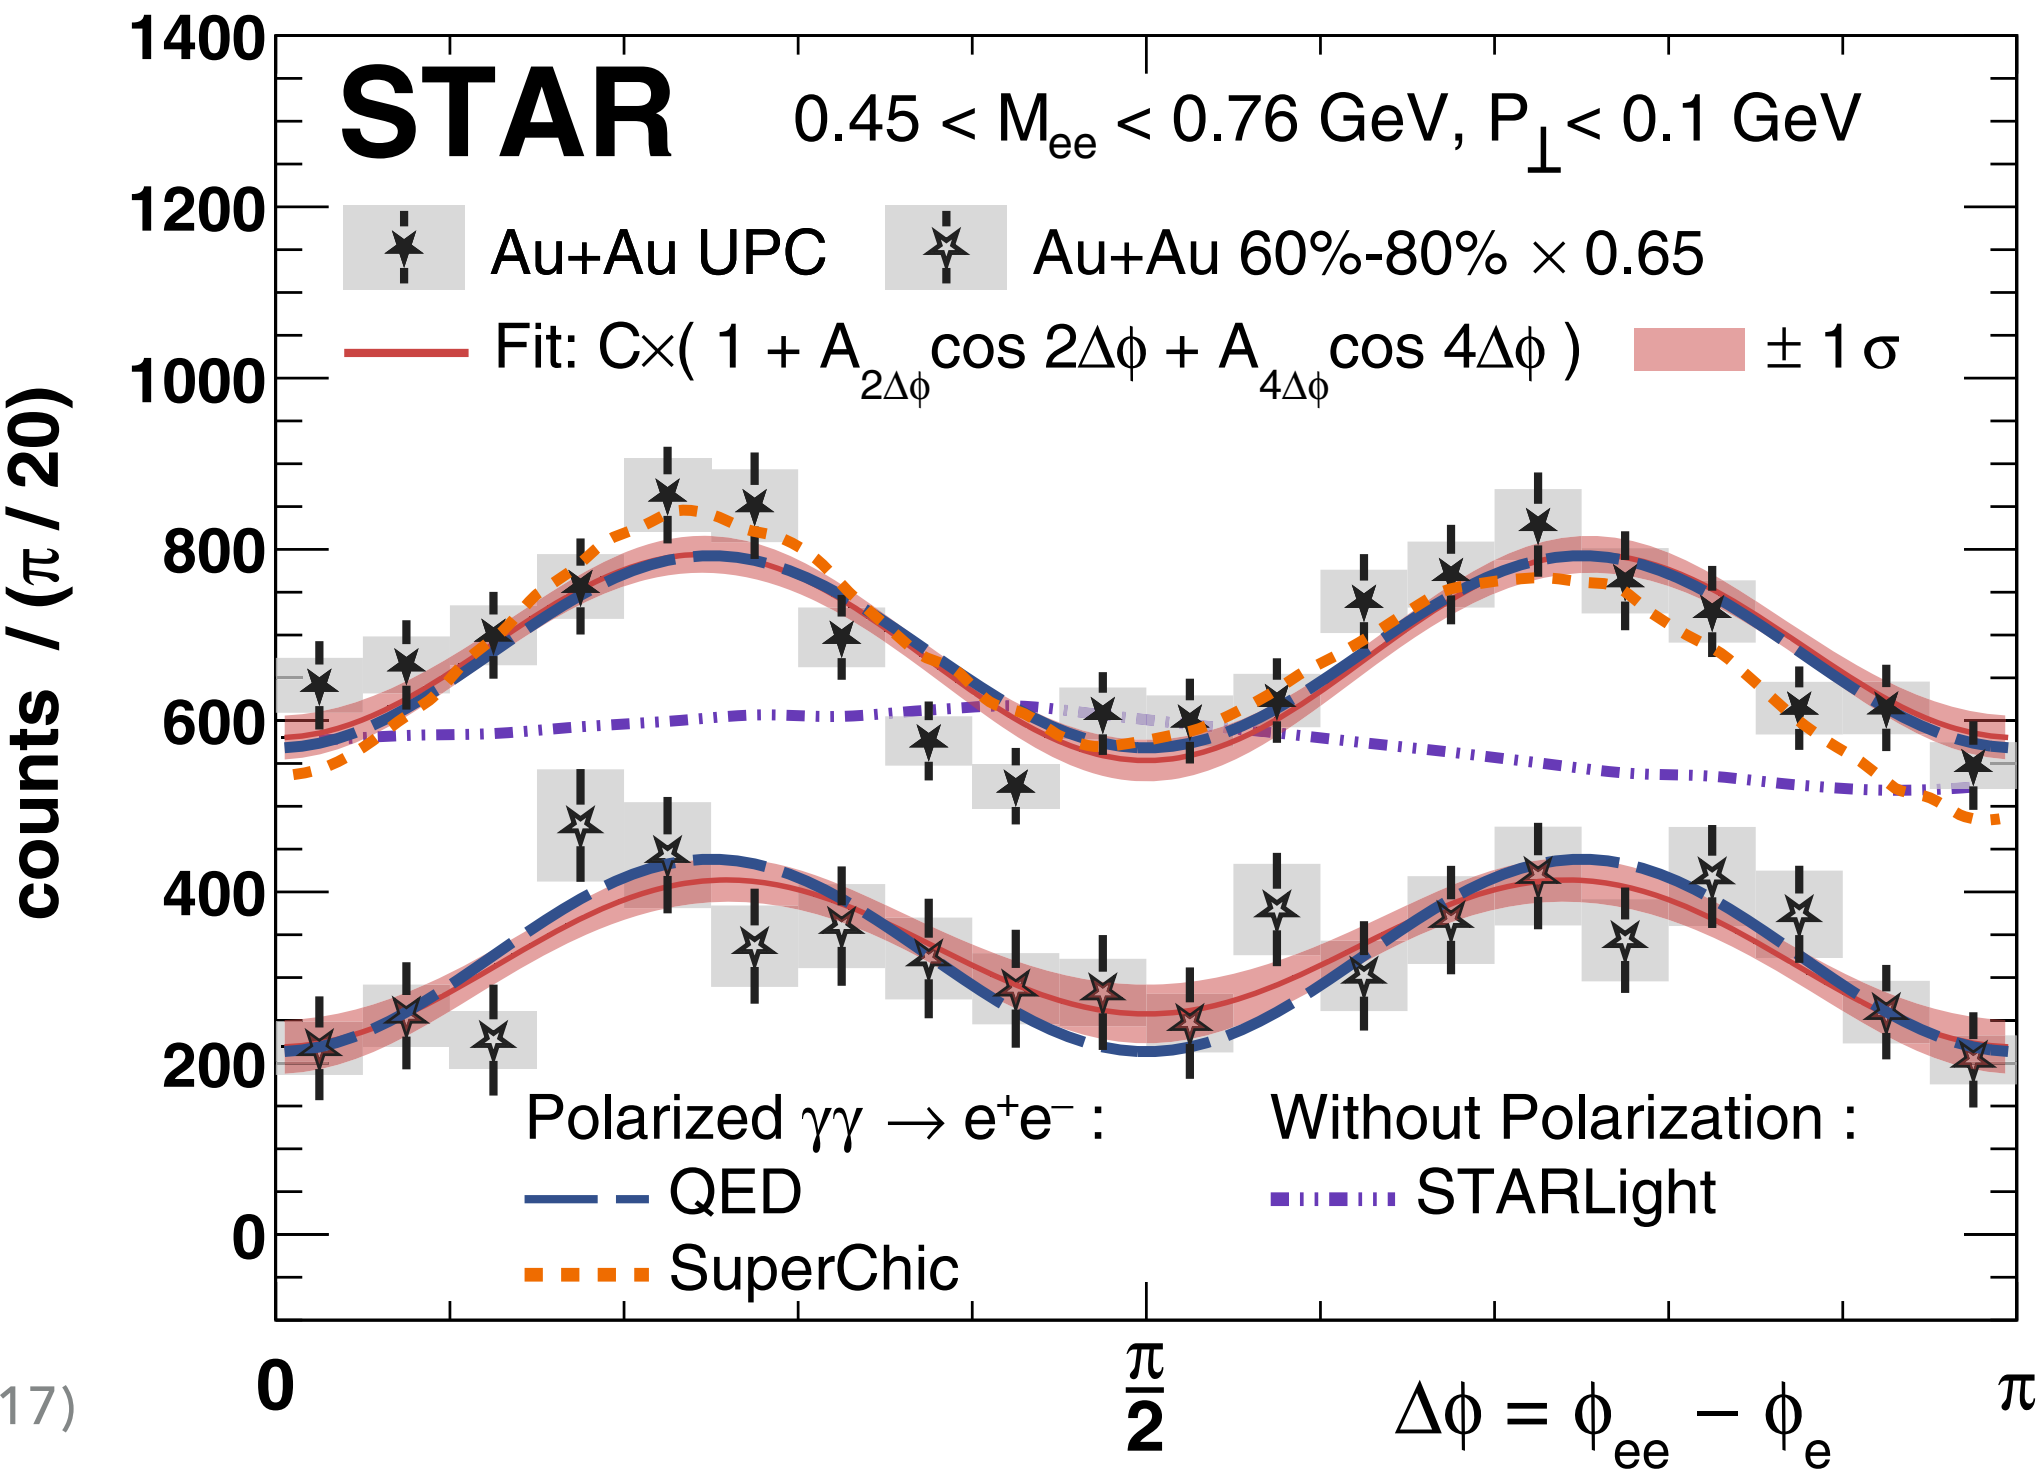 1400
STAR 0.45 < M_ee < 0.76 GeV, P_⊥ < 0.1 GeV
1200
Au+Au UPC Au+Au 60%-80% × 0.65
Fit: C×( 1 + A_2Δϕ cos 2Δϕ + A_4Δϕ cos 4Δϕ ) ± 1 σ
1000
counts / (π / 20)
800
600
400
200
Polarized γγ → e⁺e⁻ : Without Polarization :
QED STARLight
0
SuperChic
0 π/2 π
Δϕ = ϕ_ee − ϕ_e
17)